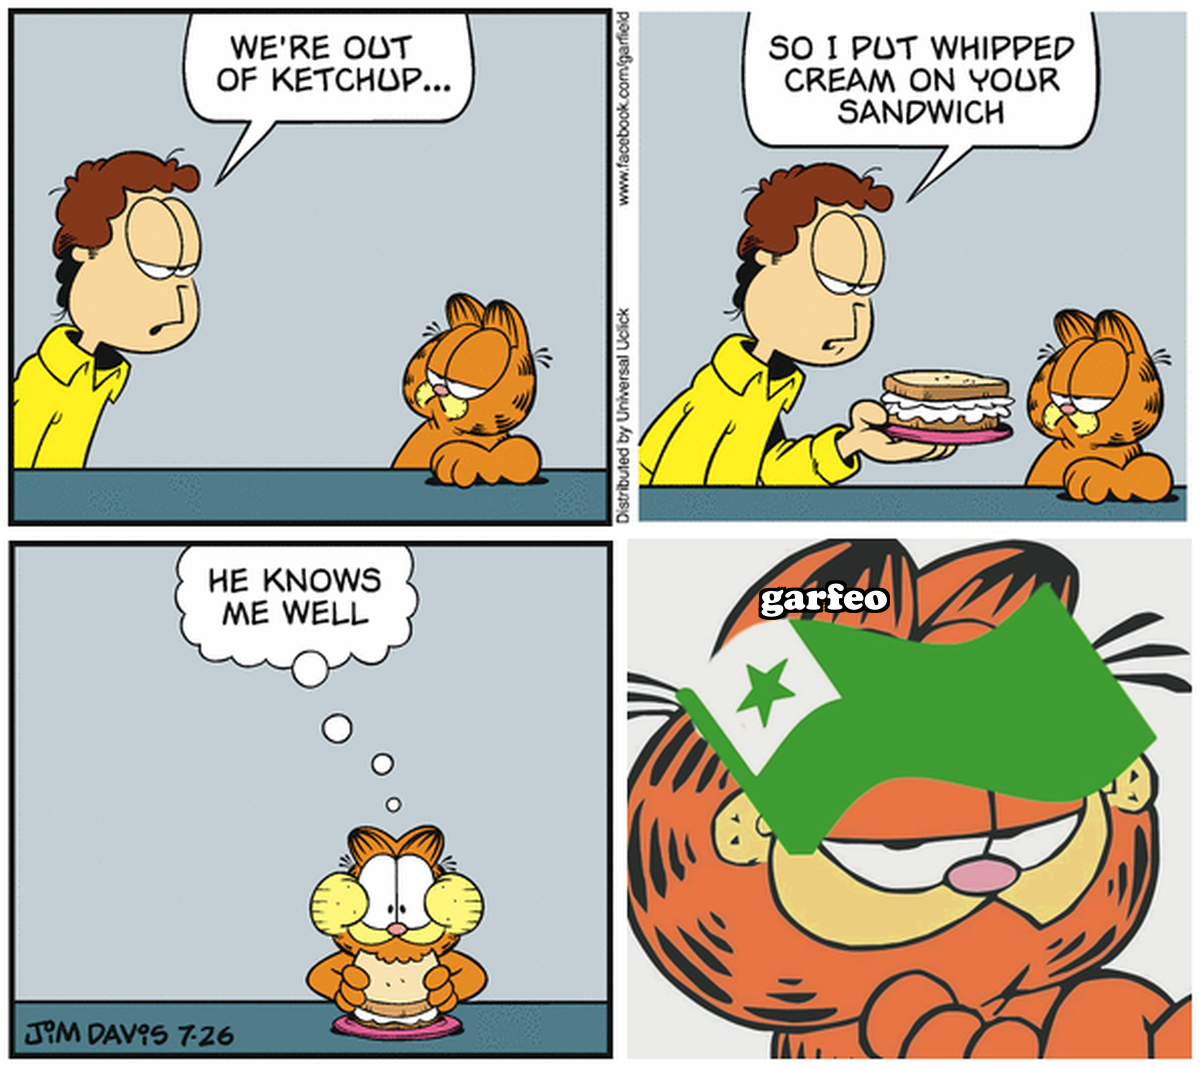 WE'RE OUT
OF KETCHUP...
www.facebook.com/garfield
Distributed by Universal Uclick
SO I PUT WHIPPED
CREAM ON YOUR
SANDWICH
HE KNOWS
ME WELL
JIM DAVIS 7-26
garfeo